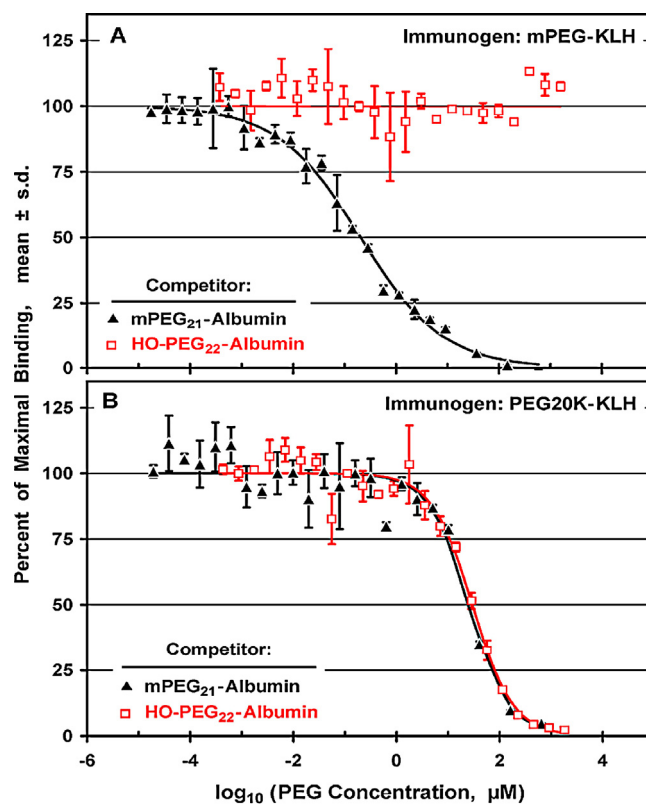 Percent of Maximal Binding, mean ± s.d.
A
Immunogen: mPEG-KLH
125
100
75
50
25
0
Competitor:
mPEG₂₁-Albumin
HO-PEG₂₂-Albumin
B
Immunogen: PEG20K-KLH
125
100
75
50
25
0
Competitor:
mPEG₂₁-Albumin
HO-PEG₂₂-Albumin
-6 -4 -2 0 2 4
log₁₀ (PEG Concentration, µM)